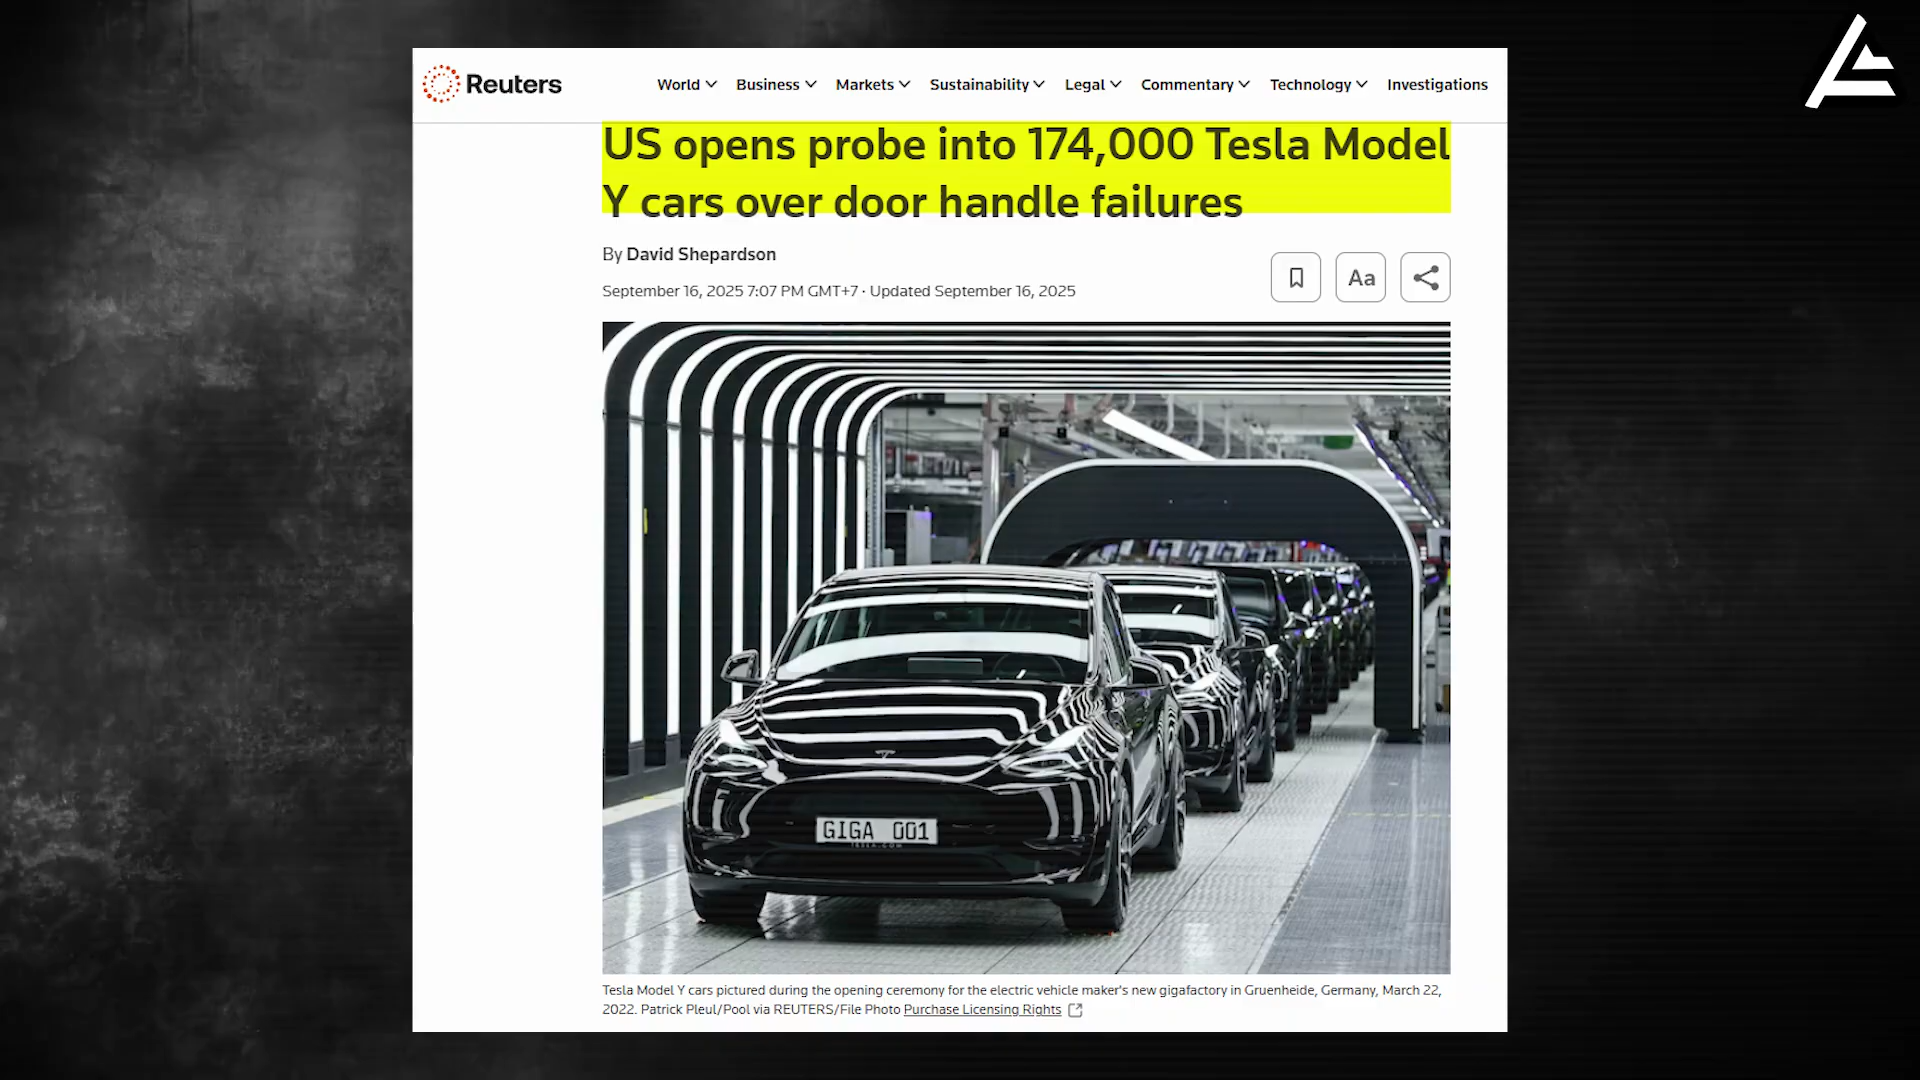 Reuters
World Business Markets Sustainability Legal Commentary Technology Investigations
US opens probe into 174,000 Tesla Model
Y cars over door handle failures
By David Shepardson
September 16, 2025 7:07 PM GMT+7 · Updated September 16, 2025
Aa
GIGA 001
TESLA.COM
Tesla Model Y cars pictured during the opening ceremony for the electric vehicle maker's new gigafactory in Gruenheide, Germany, March 22,
2022. Patrick Pleul/Pool via REUTERS/File Photo Purchase Licensing Rights